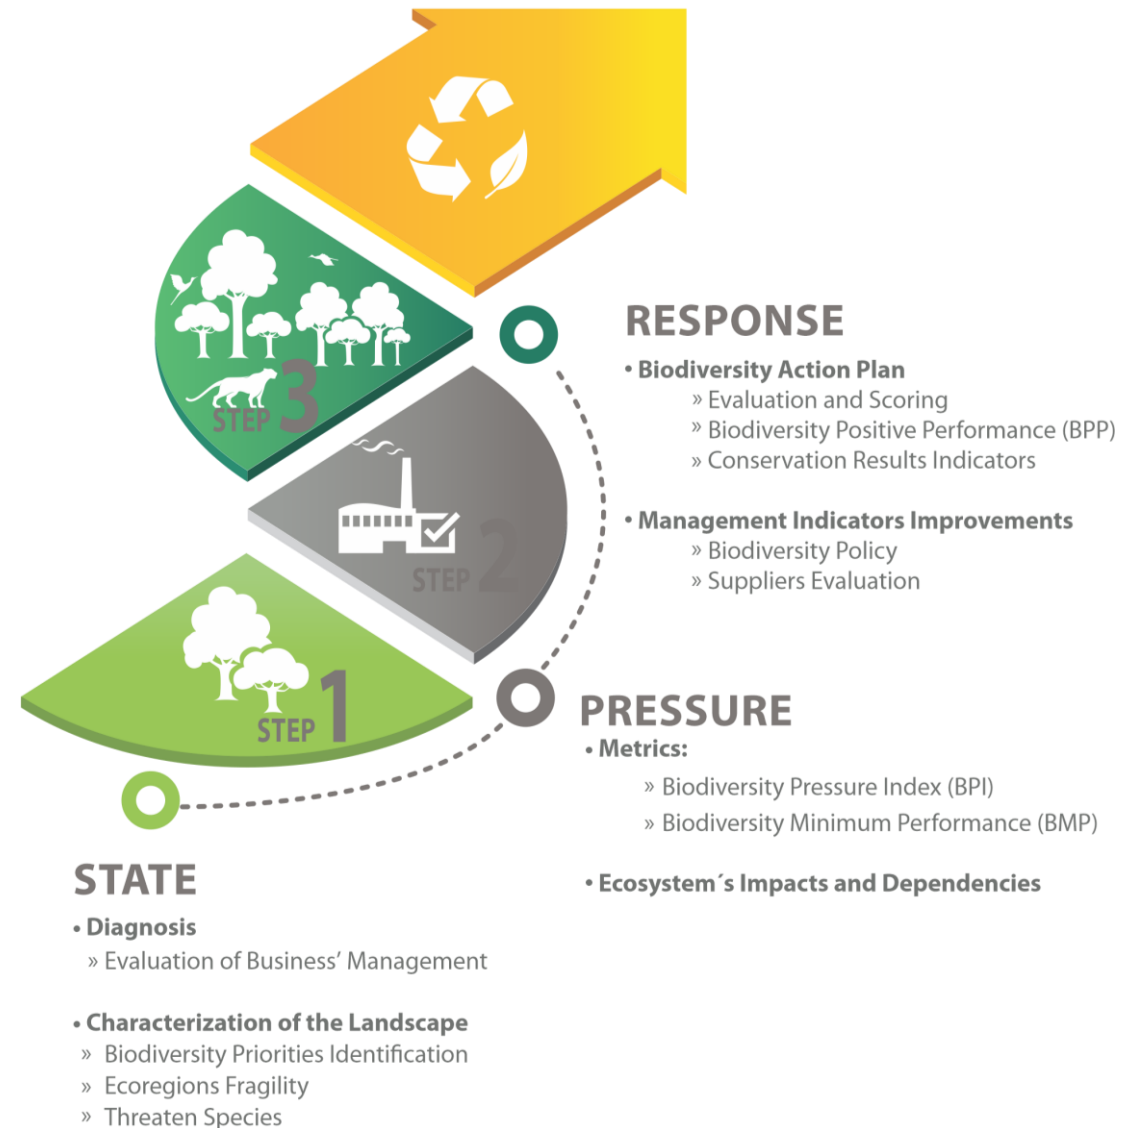 STEP 3
STEP 2
STEP 1
RESPONSE
• Biodiversity Action Plan
» Evaluation and Scoring
» Biodiversity Positive Performance (BPP)
» Conservation Results Indicators
• Management Indicators Improvements
» Biodiversity Policy
» Suppliers Evaluation
PRESSURE
• Metrics:
» Biodiversity Pressure Index (BPI)
» Biodiversity Minimum Performance (BMP)
• Ecosystem´s Impacts and Dependencies
STATE
• Diagnosis
» Evaluation of Business’ Management
• Characterization of the Landscape
» Biodiversity Priorities Identification
» Ecoregions Fragility
» Threaten Species